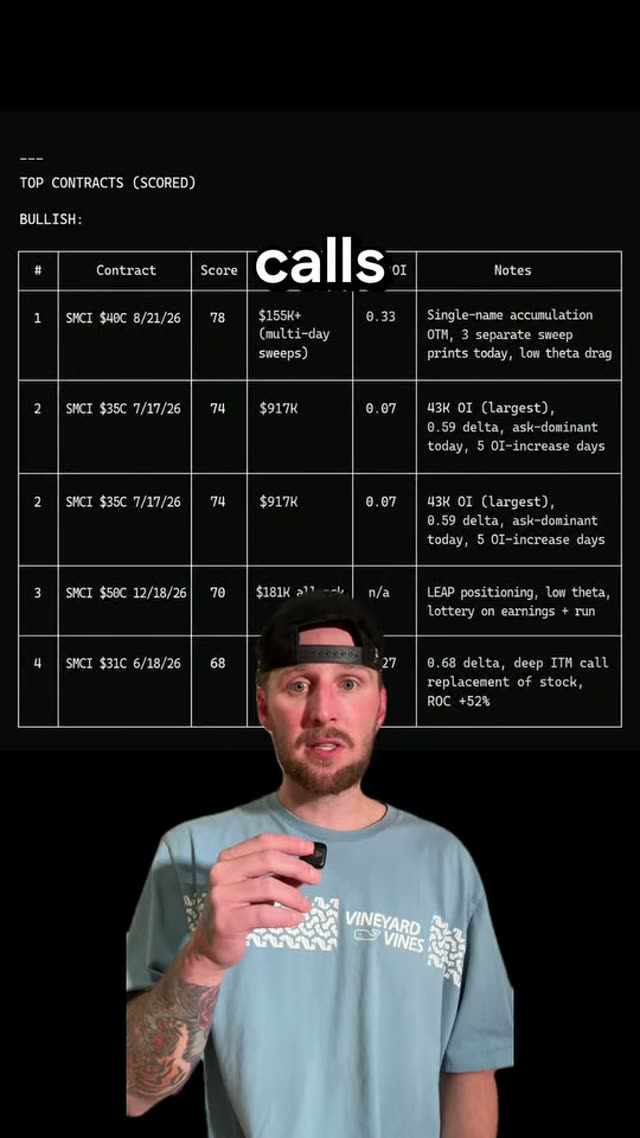 ---
TOP CONTRACTS (SCORED)
BULLISH:
calls
# Contract Score OI Notes
1 SMCI $40C 8/21/26 78 $155K+ (multi-day sweeps) 0.33 Single-name accumulation OTM, 3 separate sweep prints today, low theta drag
2 SMCI $35C 7/17/26 74 $917K 0.07 43K OI (largest), 0.59 delta, ask-dominant today, 5 OI-increase days
2 SMCI $35C 7/17/26 74 $917K 0.07 43K OI (largest), 0.59 delta, ask-dominant today, 5 OI-increase days
3 SMCI $50C 12/18/26 70 $181K n/a LEAP positioning, low theta, lottery on earnings + run
4 SMCI $31C 6/18/26 68 27 0.68 delta, deep ITM call replacement of stock, ROC +52%
VINEYARD
VINES